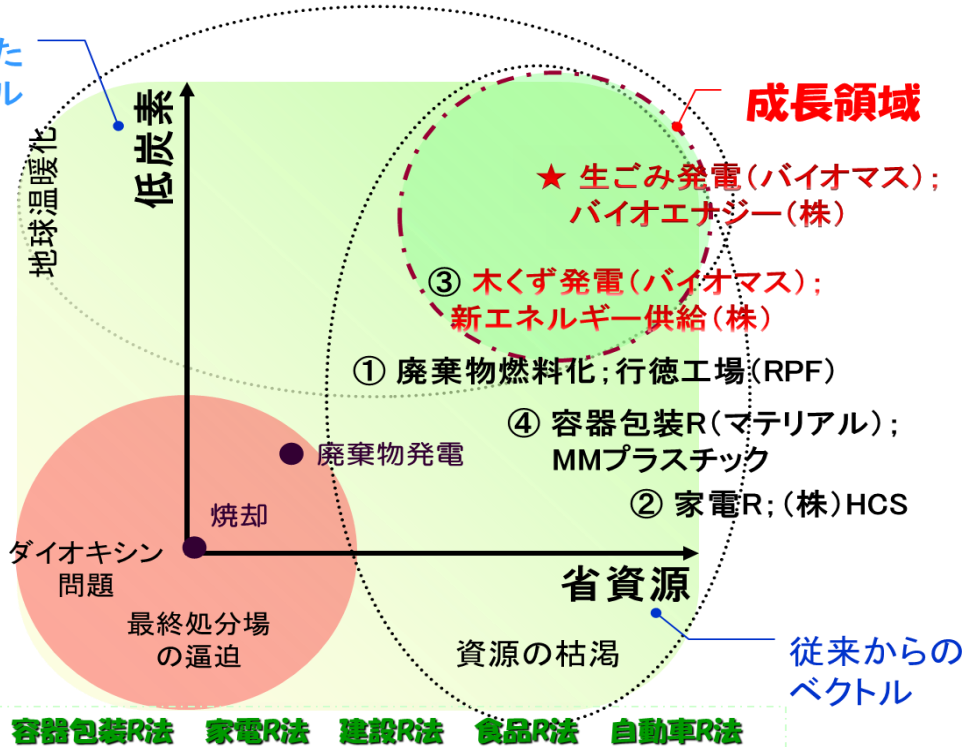 た
ル
成長領域
低炭素
地球温暖化
★ 生ごみ発電(バイオマス);
バイオエナジー(株)
③ 木くず発電(バイオマス);
新エネルギー供給(株)
① 廃棄物燃料化;行徳工場(RPF)
④ 容器包装R(マテリアル);
MMプラスチック
廃棄物発電
② 家電R;(株)HCS
焼却
ダイオキシン
問題
省資源
最終処分場
の逼迫
資源の枯渇
従来からの
ベクトル
容器包装R法 家電R法 建設R法 食品R法 自動車R法